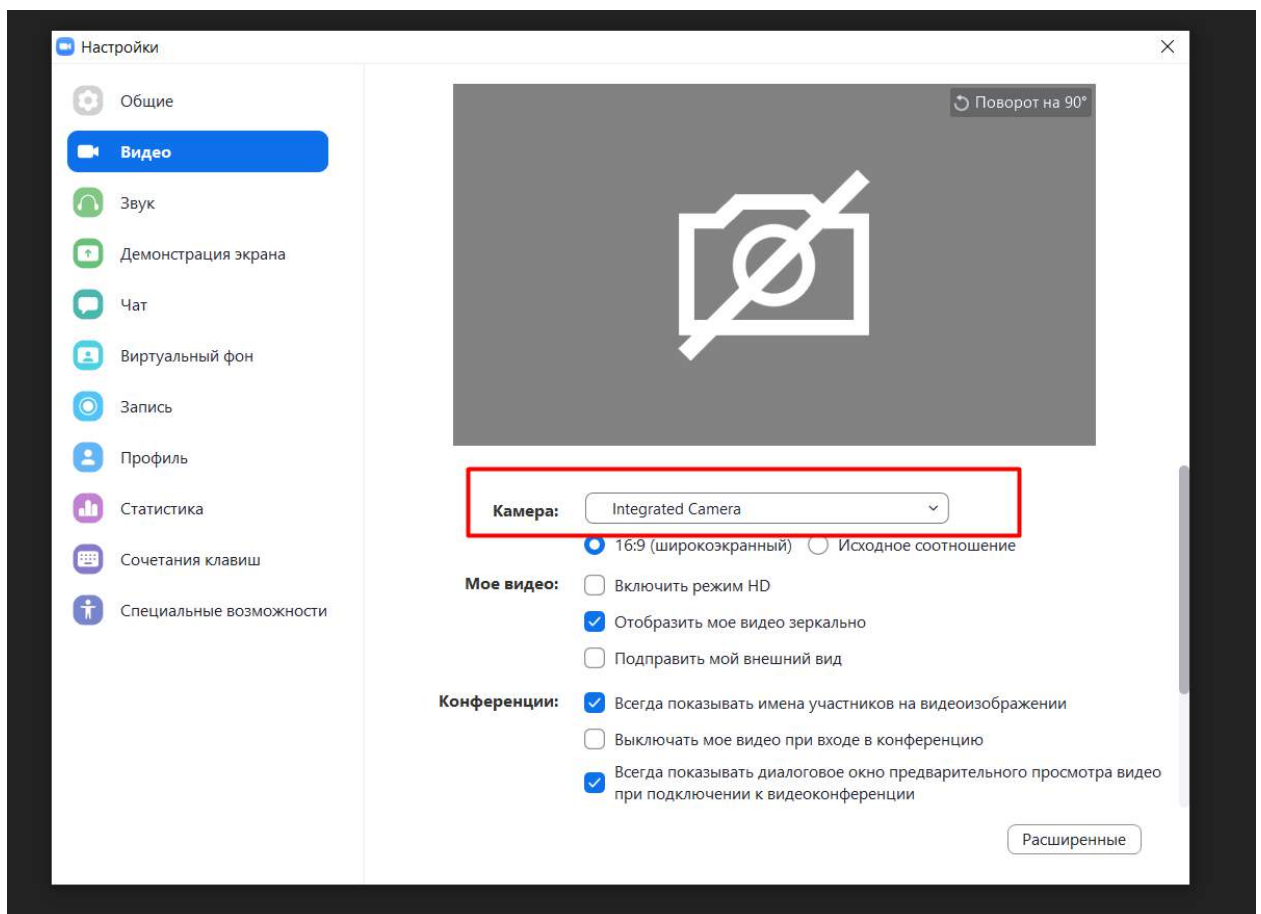 Настройки
Общие
Видео
Звук
Демонстрация экрана
Чат
Виртуальный фон
Запись
Профиль
Статистика
Сочетания клавиш
Специальные возможности
Поворот на 90°
Камера: Integrated Camera
16:9 (широкоэкранный) Исходное соотношение
Мое видео: Включить режим HD
Отобразить мое видео зеркально
Подправить мой внешний вид
Конференции: Всегда показывать имена участников на видеоизображении
Выключать мое видео при входе в конференцию
Всегда показывать диалоговое окно предварительного просмотра видео
при подключении к видеоконференции
Расширенные